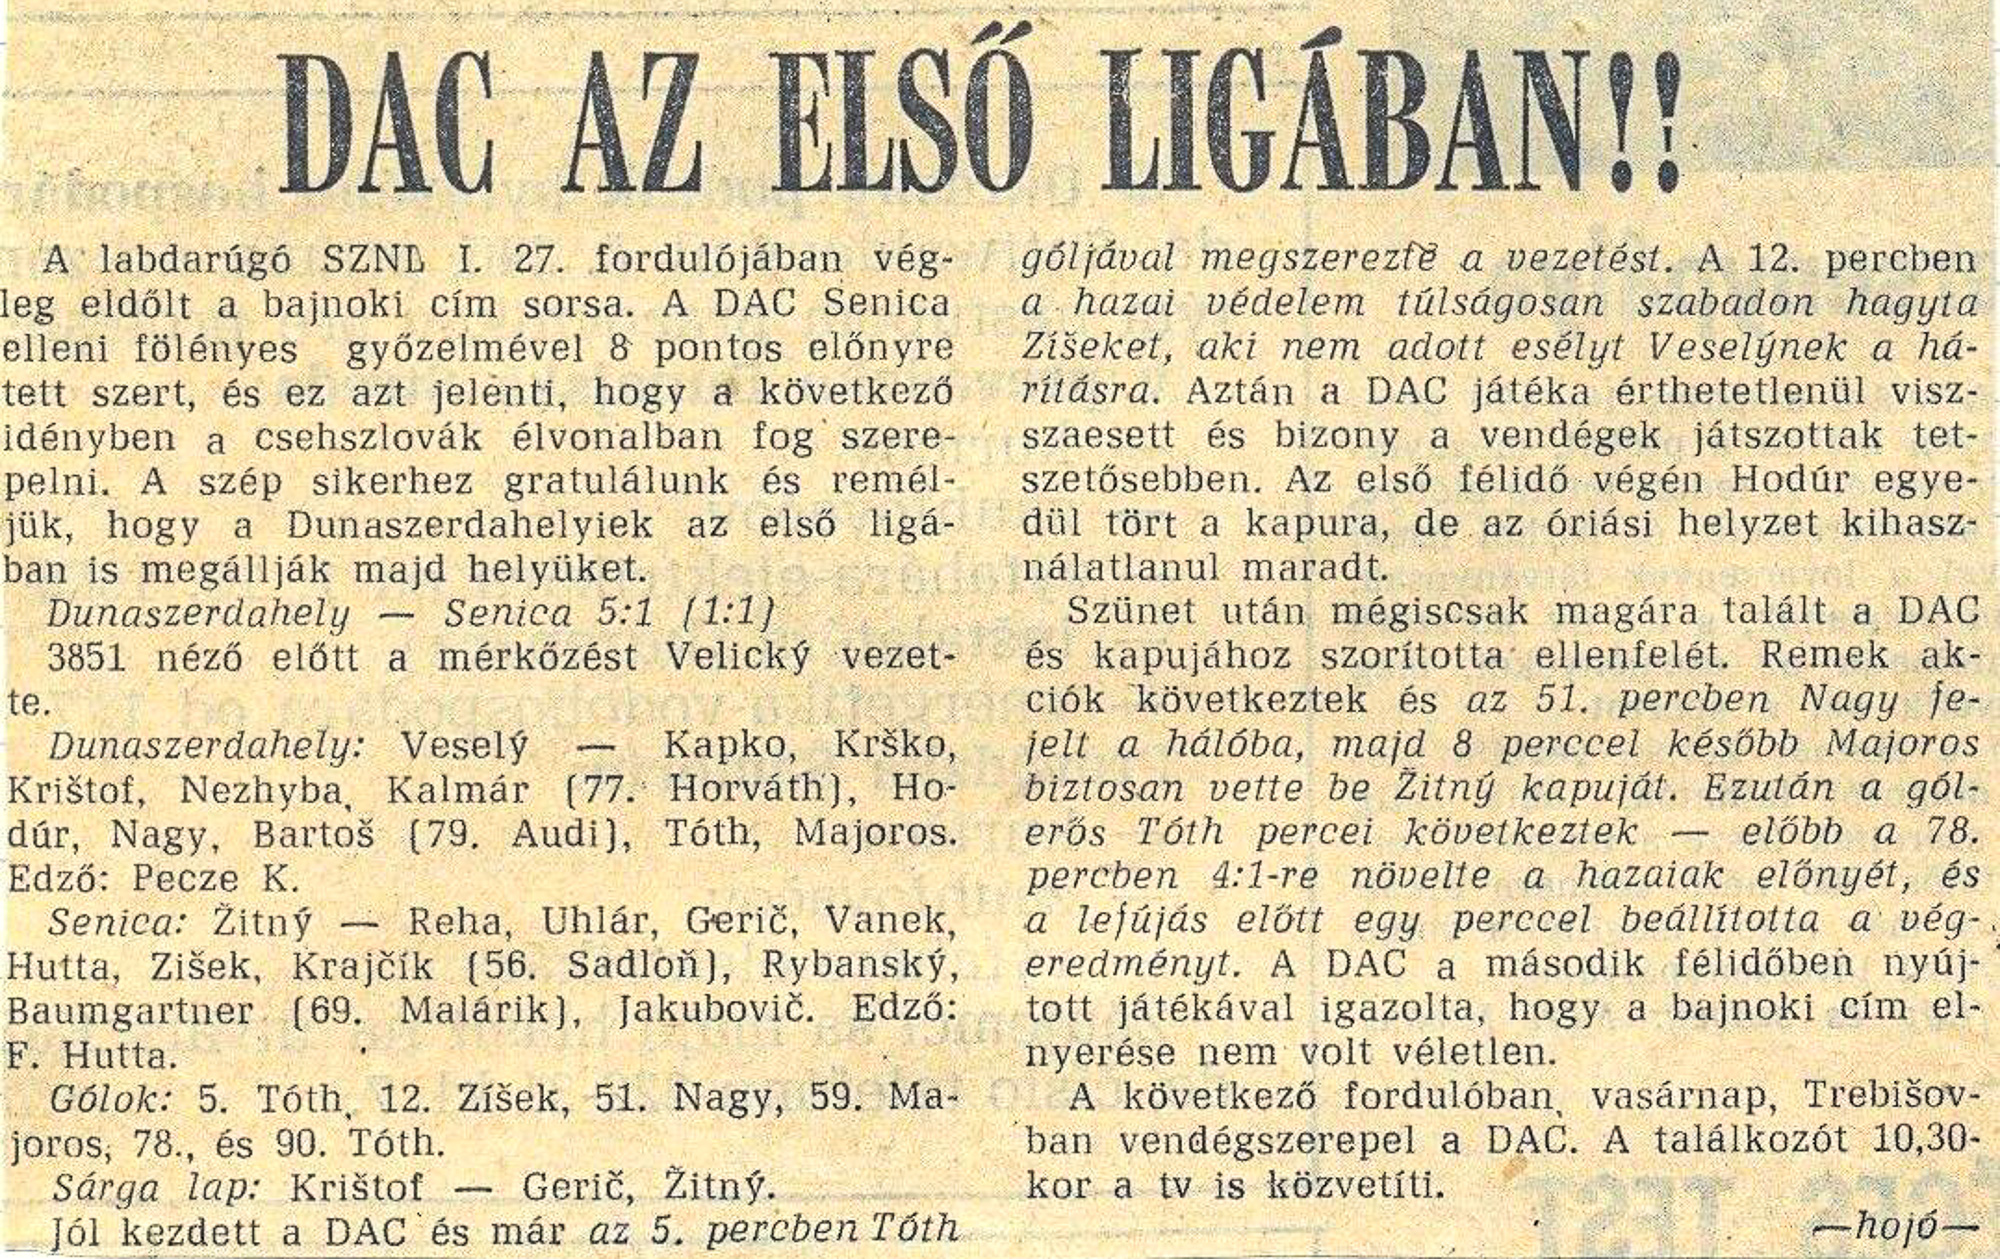 DAC AZ ELSŐ LIGÁBAN!!
A labdarúgó SZNL I. 27. fordulójában vég-
leg eldőlt a bajnoki cím sorsa. A DAC Senica
elleni fölényes győzelmével 8 pontos előnyre
tett szert, és ez azt jelenti, hogy a következő
idényben a csehszlovák élvonalban fog szere-
pelni. A szép sikerhez gratulálunk és remél-
jük, hogy a Dunaszerdahelyiek az első ligá-
ban is megállják majd helyüket.
Dunaszerdahely — Senica 5:1 (1:1)
3851 néző előtt a mérkőzést Velický vezet-
te.
Dunaszerdahely: Veselý — Kapko, Krško,
Krištof, Nezhyba, Kalmár (77. Horváth), Ho-
dúr, Nagy, Bartoš (79. Audi), Tóth, Majoros.
Edző: Pecze K.
Senica: Žitný — Reha, Uhlár, Gerič, Vanek,
Hutta, Zišek, Krajčík (56. Sadloň), Rybanský,
Baumgartner (69. Malárik), Jakubovič. Edző:
F. Hutta.
Gólok: 5. Tóth, 12. Zíšek, 51. Nagy, 59. Ma-
joros, 78., és 90. Tóth.
Sárga lap: Krištof — Gerič, Žitný.
Jól kezdett a DAC és már az 5. percben Tóth
góljával megszerezte a vezetést. A 12. percben
a hazai védelem túlságosan szabadon hagyta
Zíšeket, aki nem adott esélyt Veselýnek a há-
rításra. Aztán a DAC játéka érthetetlenül visz-
szaesett és bizony a vendégek játszottak tet-
szetősebben. Az első félidő végén Hodúr egye-
dül tört a kapura, de az óriási helyzet kihasz-
nálatlanul maradt.
Szünet után mégiscsak magára talált a DAC
és kapujához szorította ellenfelét. Remek ak-
ciók következtek és az 51. percben Nagy fe-
jelt a hálóba, majd 8 perccel később Majoros
biztosan vette be Žitný kapuját. Ezután a gól-
erős Tóth percei következtek — előbb a 78.
percben 4:1-re növelte a hazaiak előnyét, és
a lefújás előtt egy perccel beállította a vég-
eredményt. A DAC a második félidőben nyúj-
tott játékával igazolta, hogy a bajnoki cím el-
nyerése nem volt véletlen.
A következő fordulóban, vasárnap, Trebišov-
ban vendégszerepel a DAC. A találkozót 10,30-
kor a tv is közvetíti.
—hojó—